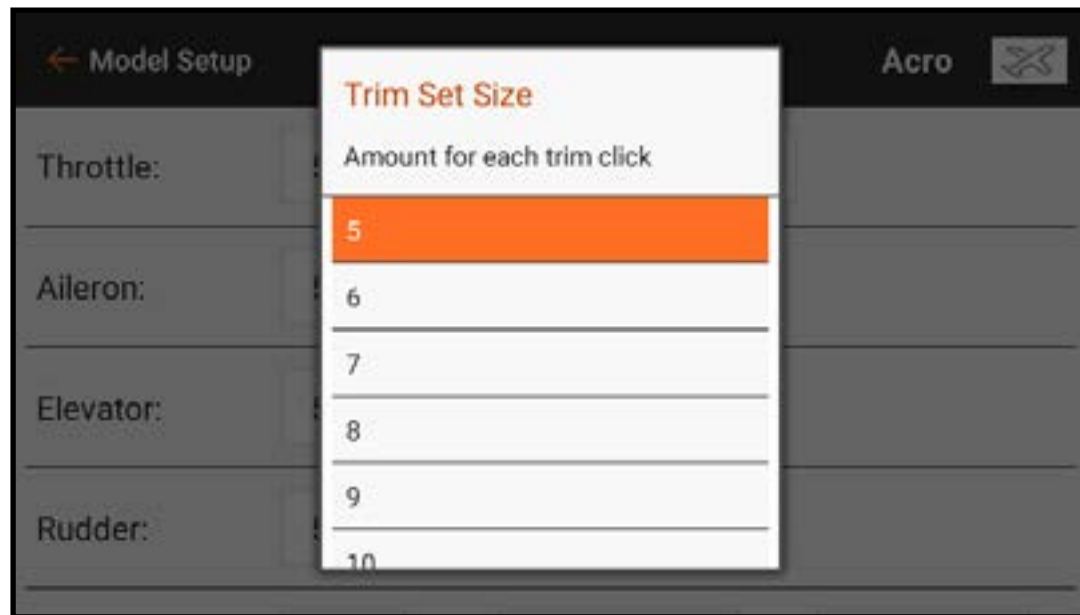 ← Model Setup
Acro
Trim Set Size
Amount for each trim click
Throttle:
Aileron:
Elevator:
Rudder:
5
6
7
8
9
10